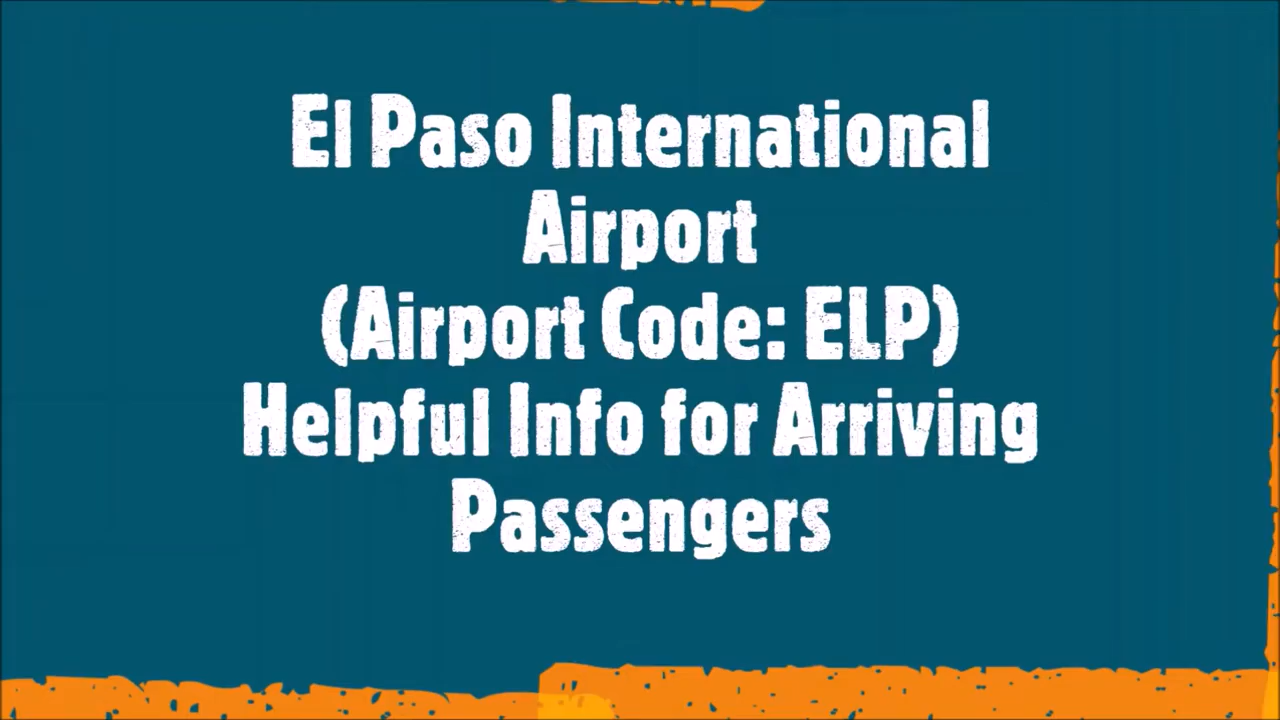 El Paso International
Airport
(Airport Code: ELP)
Helpful Info for Arriving
Passengers